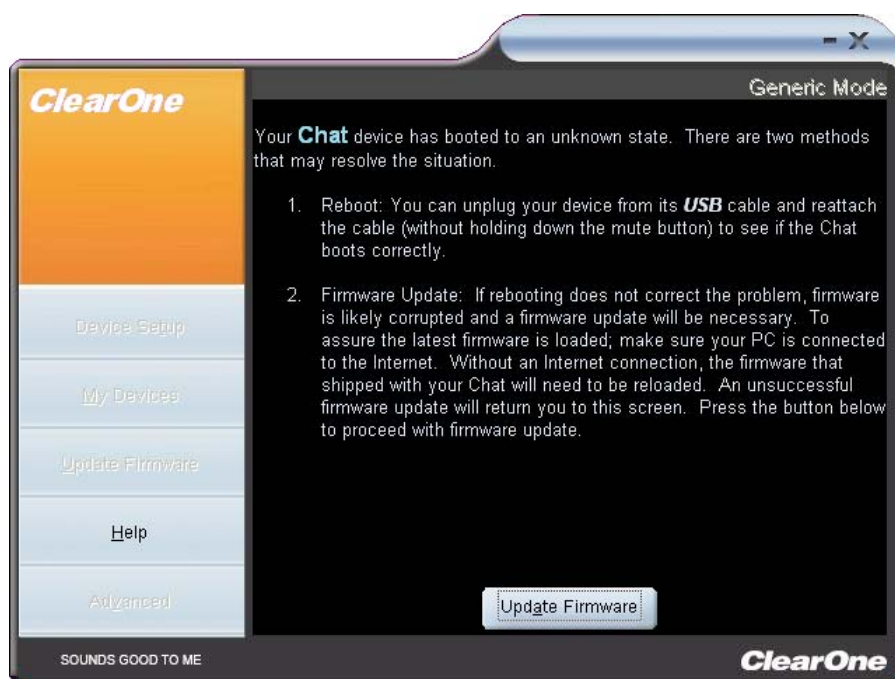 ClearOne
Generic Mode
Your Chat device has booted to an unknown state. There are two methods
that may resolve the situation.
1. Reboot: You can unplug your device from its USB cable and reattach
the cable (without holding down the mute button) to see if the Chat
boots correctly.
2. Firmware Update: If rebooting does not correct the problem, firmware
is likely corrupted and a firmware update will be necessary. To
assure the latest firmware is loaded; make sure your PC is connected
to the Internet. Without an Internet connection, the firmware that
shipped with your Chat will need to be reloaded. An unsuccessful
firmware update will return you to this screen. Press the button below
to proceed with firmware update.
Device Setup
My Devices
Update Firmware
Help
Advanced
Update Firmware
SOUNDS GOOD TO ME
ClearOne